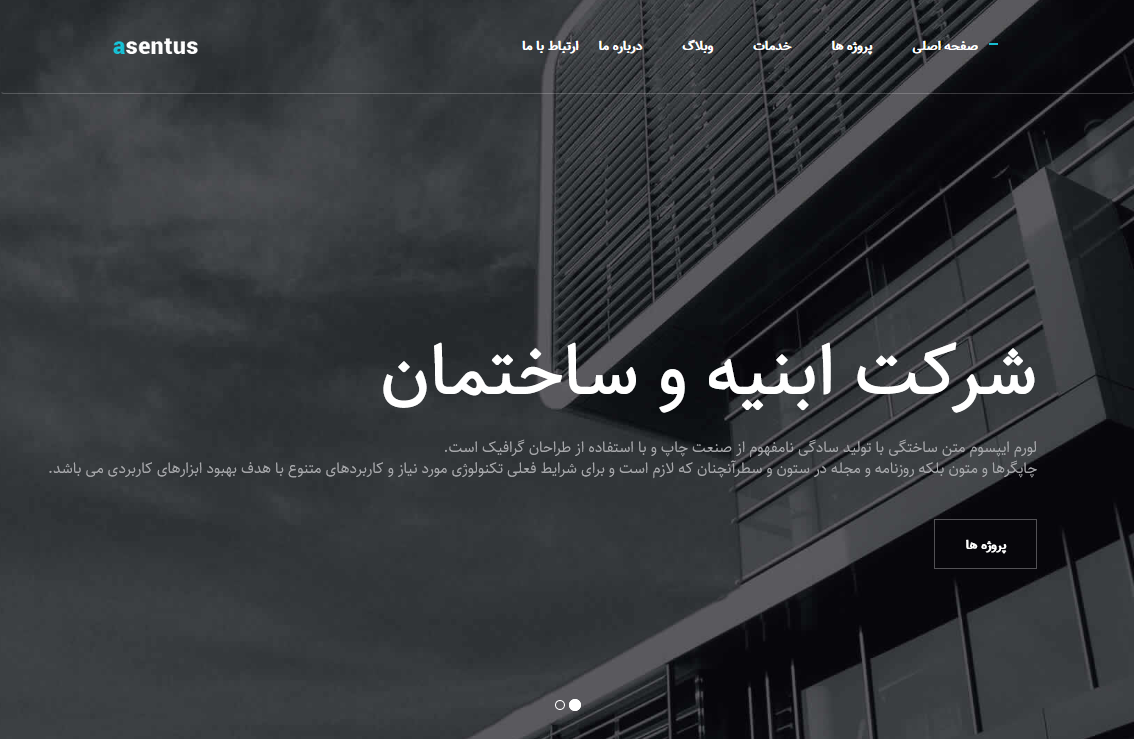 asentus
صفحه اصلی
پروژه ها
خدمات
وبلاگ
درباره ما
ارتباط با ما
شرکت ابنیه و ساختمان
لورم ایپسوم متن ساختگی با تولید سادگی نامفهوم از صنعت چاپ و با استفاده از طراحان گرافیک است.
چاپگرها و متون بلکه روزنامه و مجله در ستون و سطرآنچنان که لازم است و برای شرایط فعلی تکنولوژی مورد نیاز و کاربردهای متنوع با هدف بهبود ابزارهای کاربردی می باشد.
پروژه ها